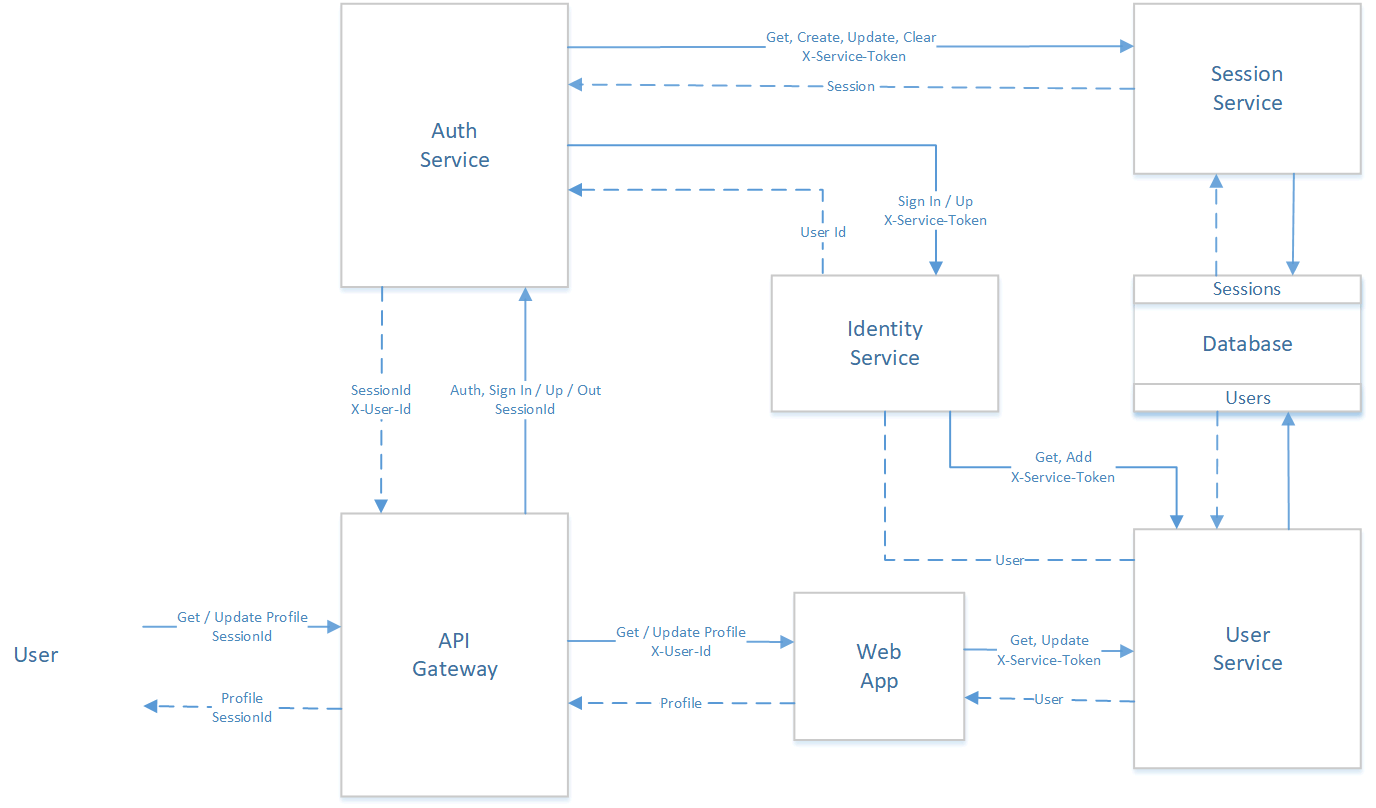 Get, Create, Update, Clear
X-Service-Token
Session
Service
Session
Auth
Service
Sign In / Up
X-Service-Token
User Id
Sessions
Identity
Service
Database
SessionId
X-User-Id
Auth, Sign In / Up / Out
SessionId
Users
Get, Add
X-Service-Token
User
Get / Update Profile
SessionId
API
Gateway
Get / Update Profile
X-User-Id
Web
App
Get, Update
X-Service-Token
User
Service
User
Profile
SessionId
Profile
User